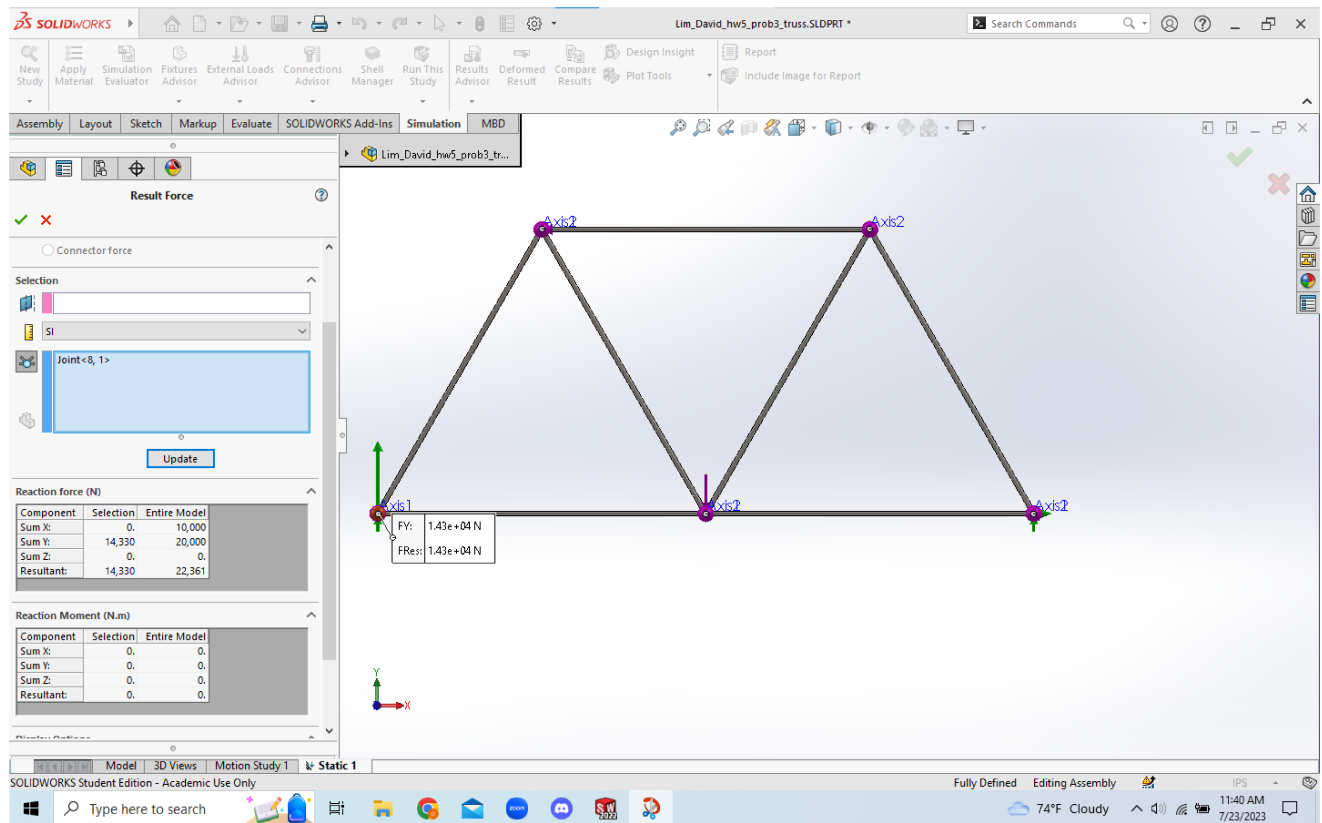 SOLIDWORKS
Lim_David_hw5_prob3_truss.SLDPRT *
Search Commands
New Study
Apply Material
Simulation Evaluator
Fixtures Advisor
External Loads Advisor
Connections Advisor
Shell Manager
Run This Study
Results Advisor
Deformed Result
Compare Results
Design Insight
Plot Tools
Report
Include Image for Report
Assembly Layout Sketch Markup Evaluate SOLIDWORKS Add-Ins Simulation MBD
Lim_David_hw5_prob3_tr...
Result Force
Connector force
Selection
SI
Joint<8, 1>
Update
Reaction force (N)
Component Selection Entire Model
Sum X: 0. 10,000
Sum Y: 14,330 20,000
Sum Z: 0. 0.
Resultant: 14,330 22,361
Reaction Moment (N.m)
Component Selection Entire Model
Sum X: 0. 0.
Sum Y: 0. 0.
Sum Z: 0. 0.
Resultant: 0. 0.
Display Options
Axis2
Axis1
FY: 1.43e+04 N
FRes: 1.43e+04 N
Y
X
Model 3D Views Motion Study 1 Static 1
SOLIDWORKS Student Edition - Academic Use Only
Fully Defined Editing Assembly IPS
Type here to search
zoom
SW 2022
74°F Cloudy
11:40 AM
7/23/2023